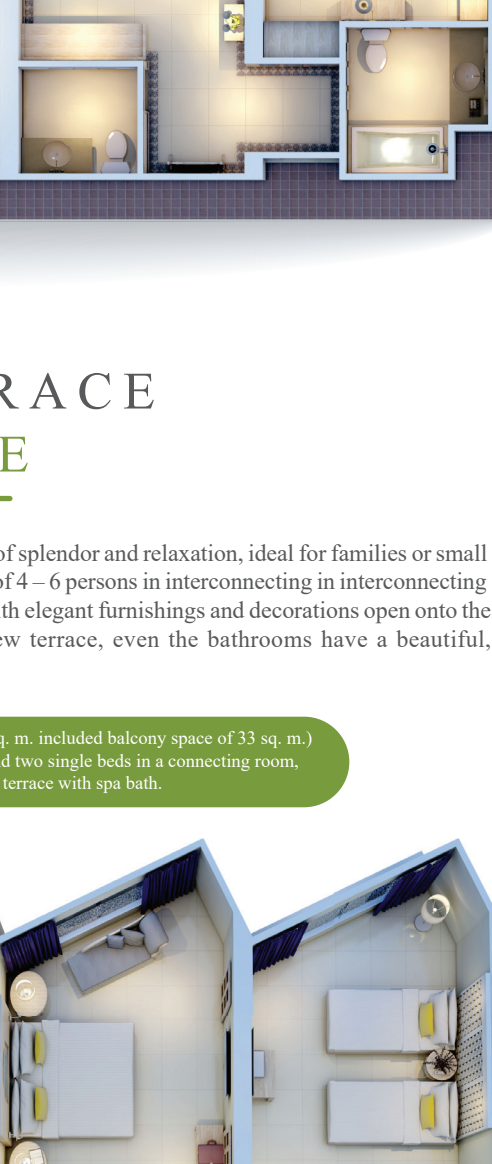 RACE
E
of splendor and relaxation, ideal for families or small
of 4 – 6 persons in interconnecting in interconnecting
th elegant furnishings and decorations open onto the
ew terrace, even the bathrooms have a beautiful,
q. m. included balcony space of 33 sq. m.)
d two single beds in a connecting room,
terrace with spa bath.